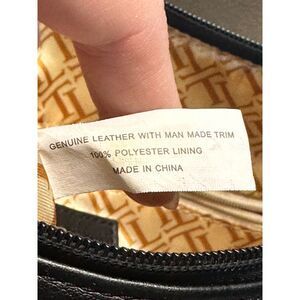 GENUINE LEATHER WITH MAN MADE TRIM
100% POLYESTER LINING
MADE IN CHINA